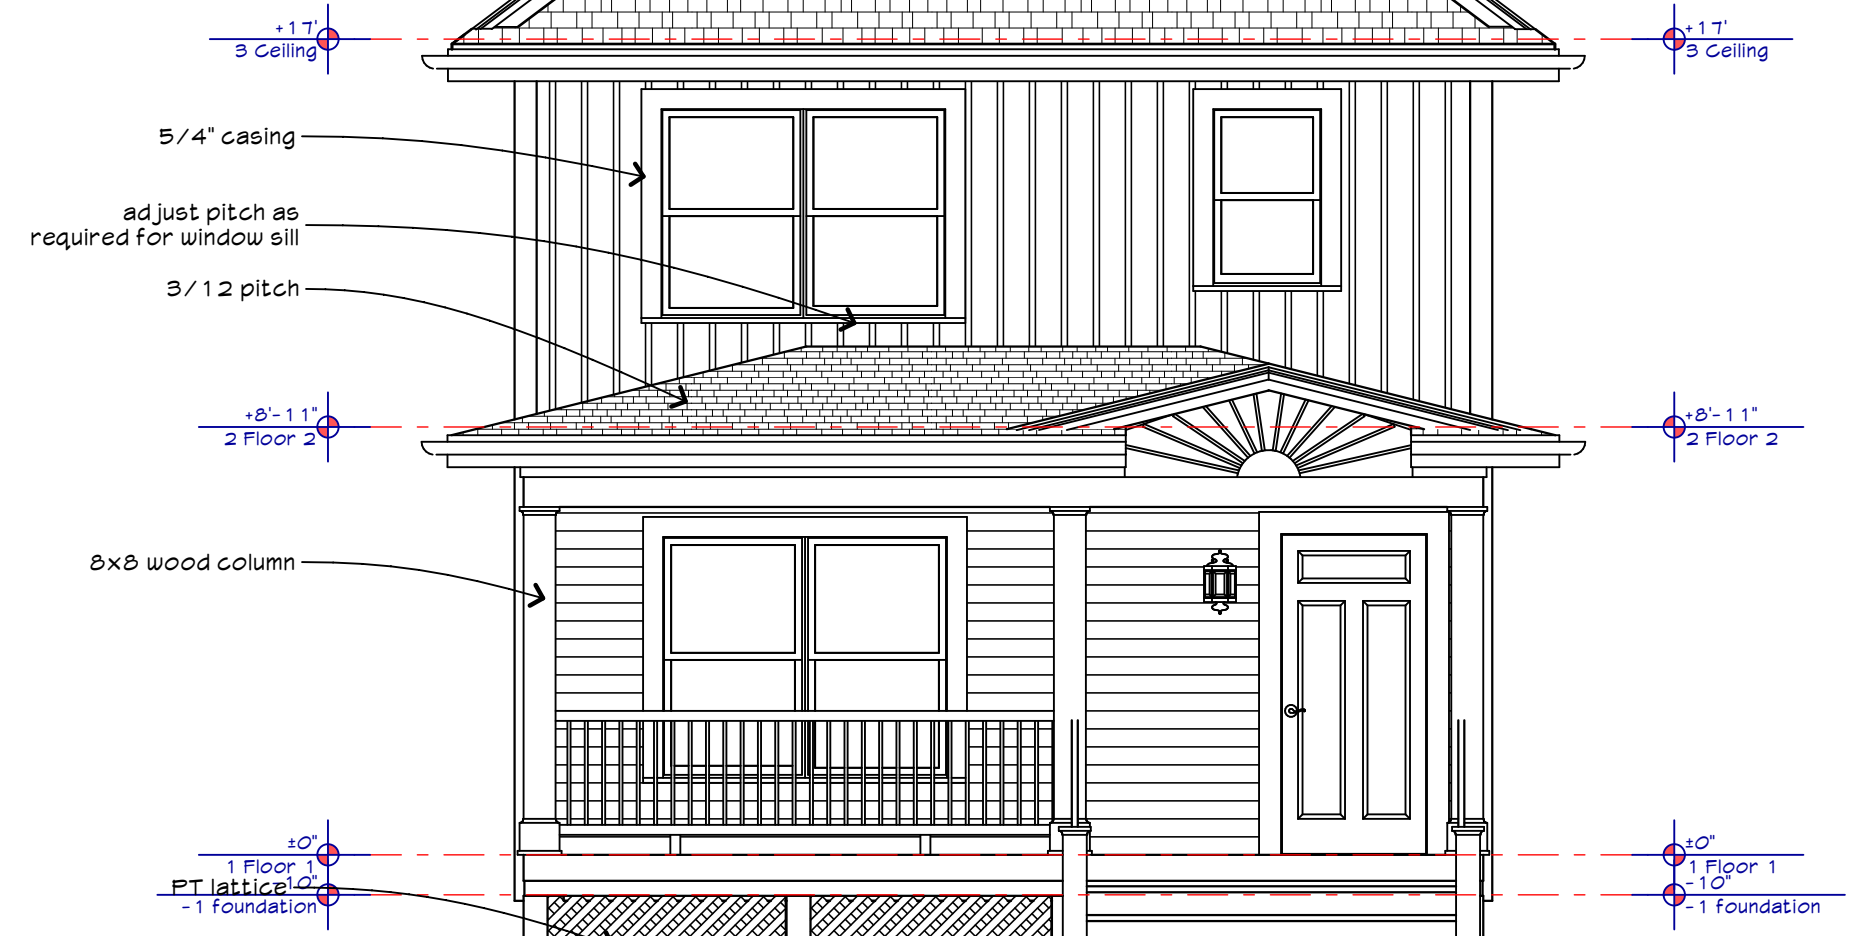 +17'
3 Ceiling
+17'
3 Ceiling
5/4" casing
adjust pitch as
required for window sill
3/12 pitch
+8'-11"
2 Floor 2
+8'-11"
2 Floor 2
8x8 wood column
±0"
1 Floor 1
±0"
1 Floor 1
PT lattice
-10"
-1 foundation
-10"
-1 foundation